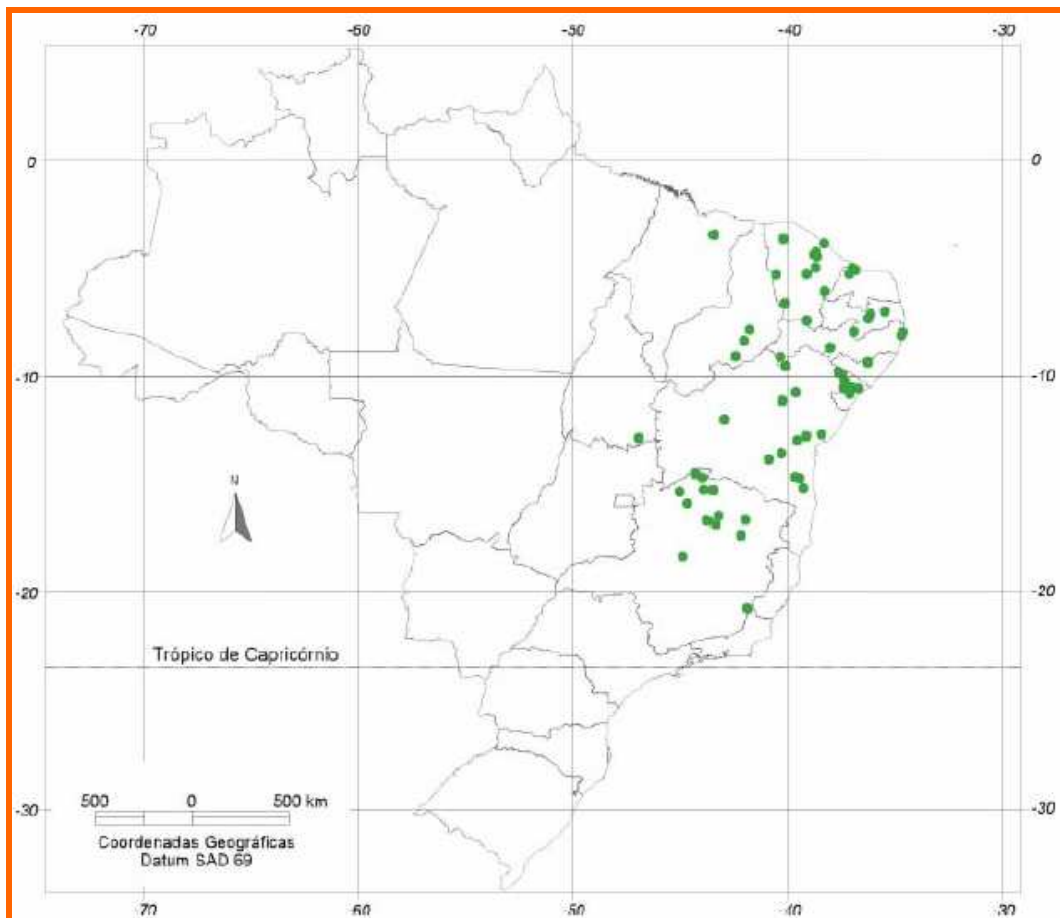 -70 -60 -50 -40 -30
0 0
-10 -10
N
-20 -20
Trópico de Capricórnio
-30 -30
500 0 500 km
Coordenadas Geográficas
Datum SAD 69
-70 -60 -50 -40 -30